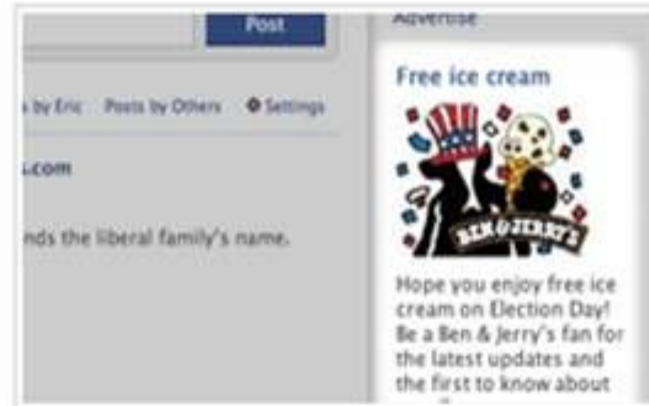 Post
Advertise
Free ice cream
by Eric Posts by Others Settings
.com
nds the liberal family's name.
BEN & JERRY'S
Hope you enjoy free ice
cream on Election Day!
Be a Ben & Jerry's fan for
the latest updates and
the first to know about